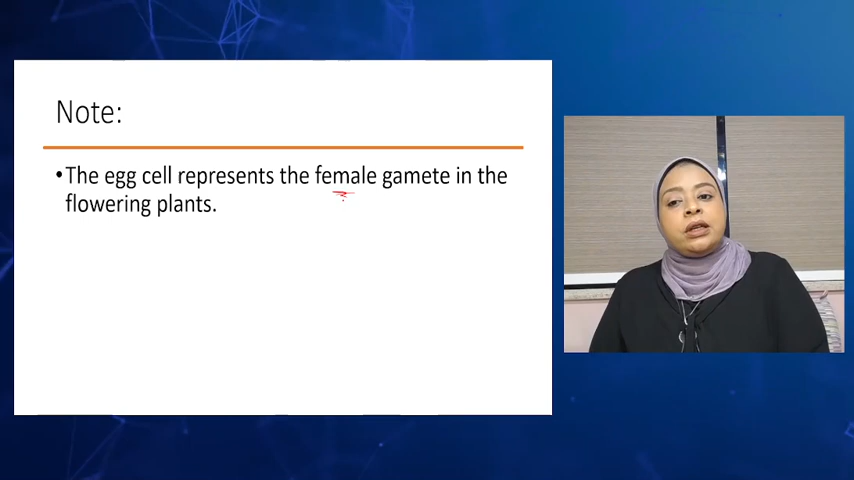 Note:
•The egg cell represents the female gamete in the
flowering plants.